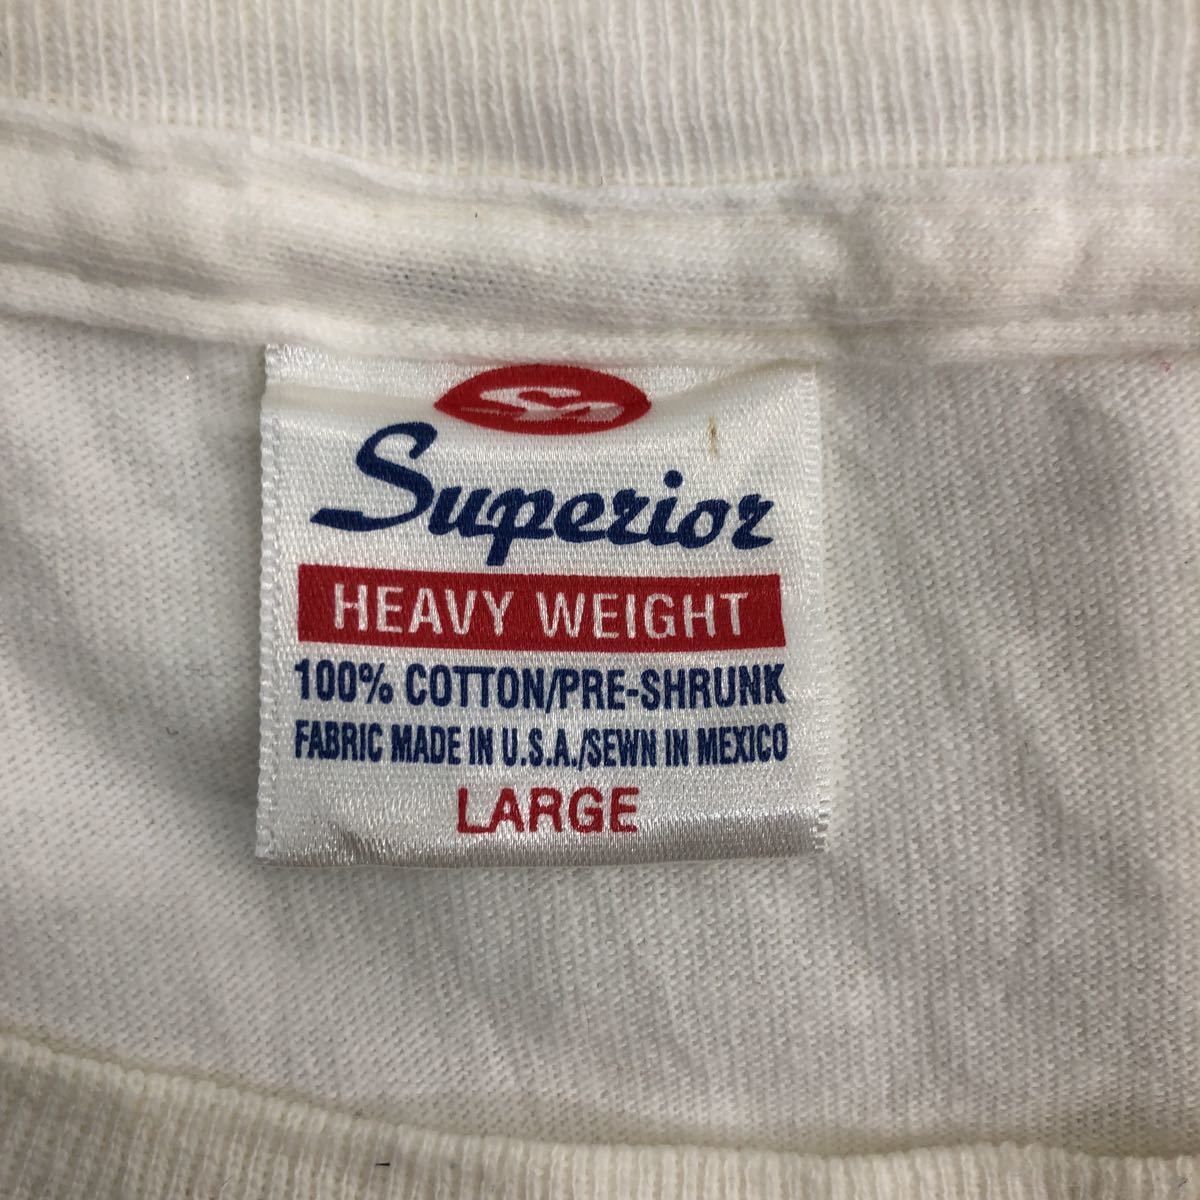 Superior
HEAVY WEIGHT
100% COTTON/PRE-SHRUNK
FABRIC MADE IN U.S.A./SEWN IN MEXICO
LARGE